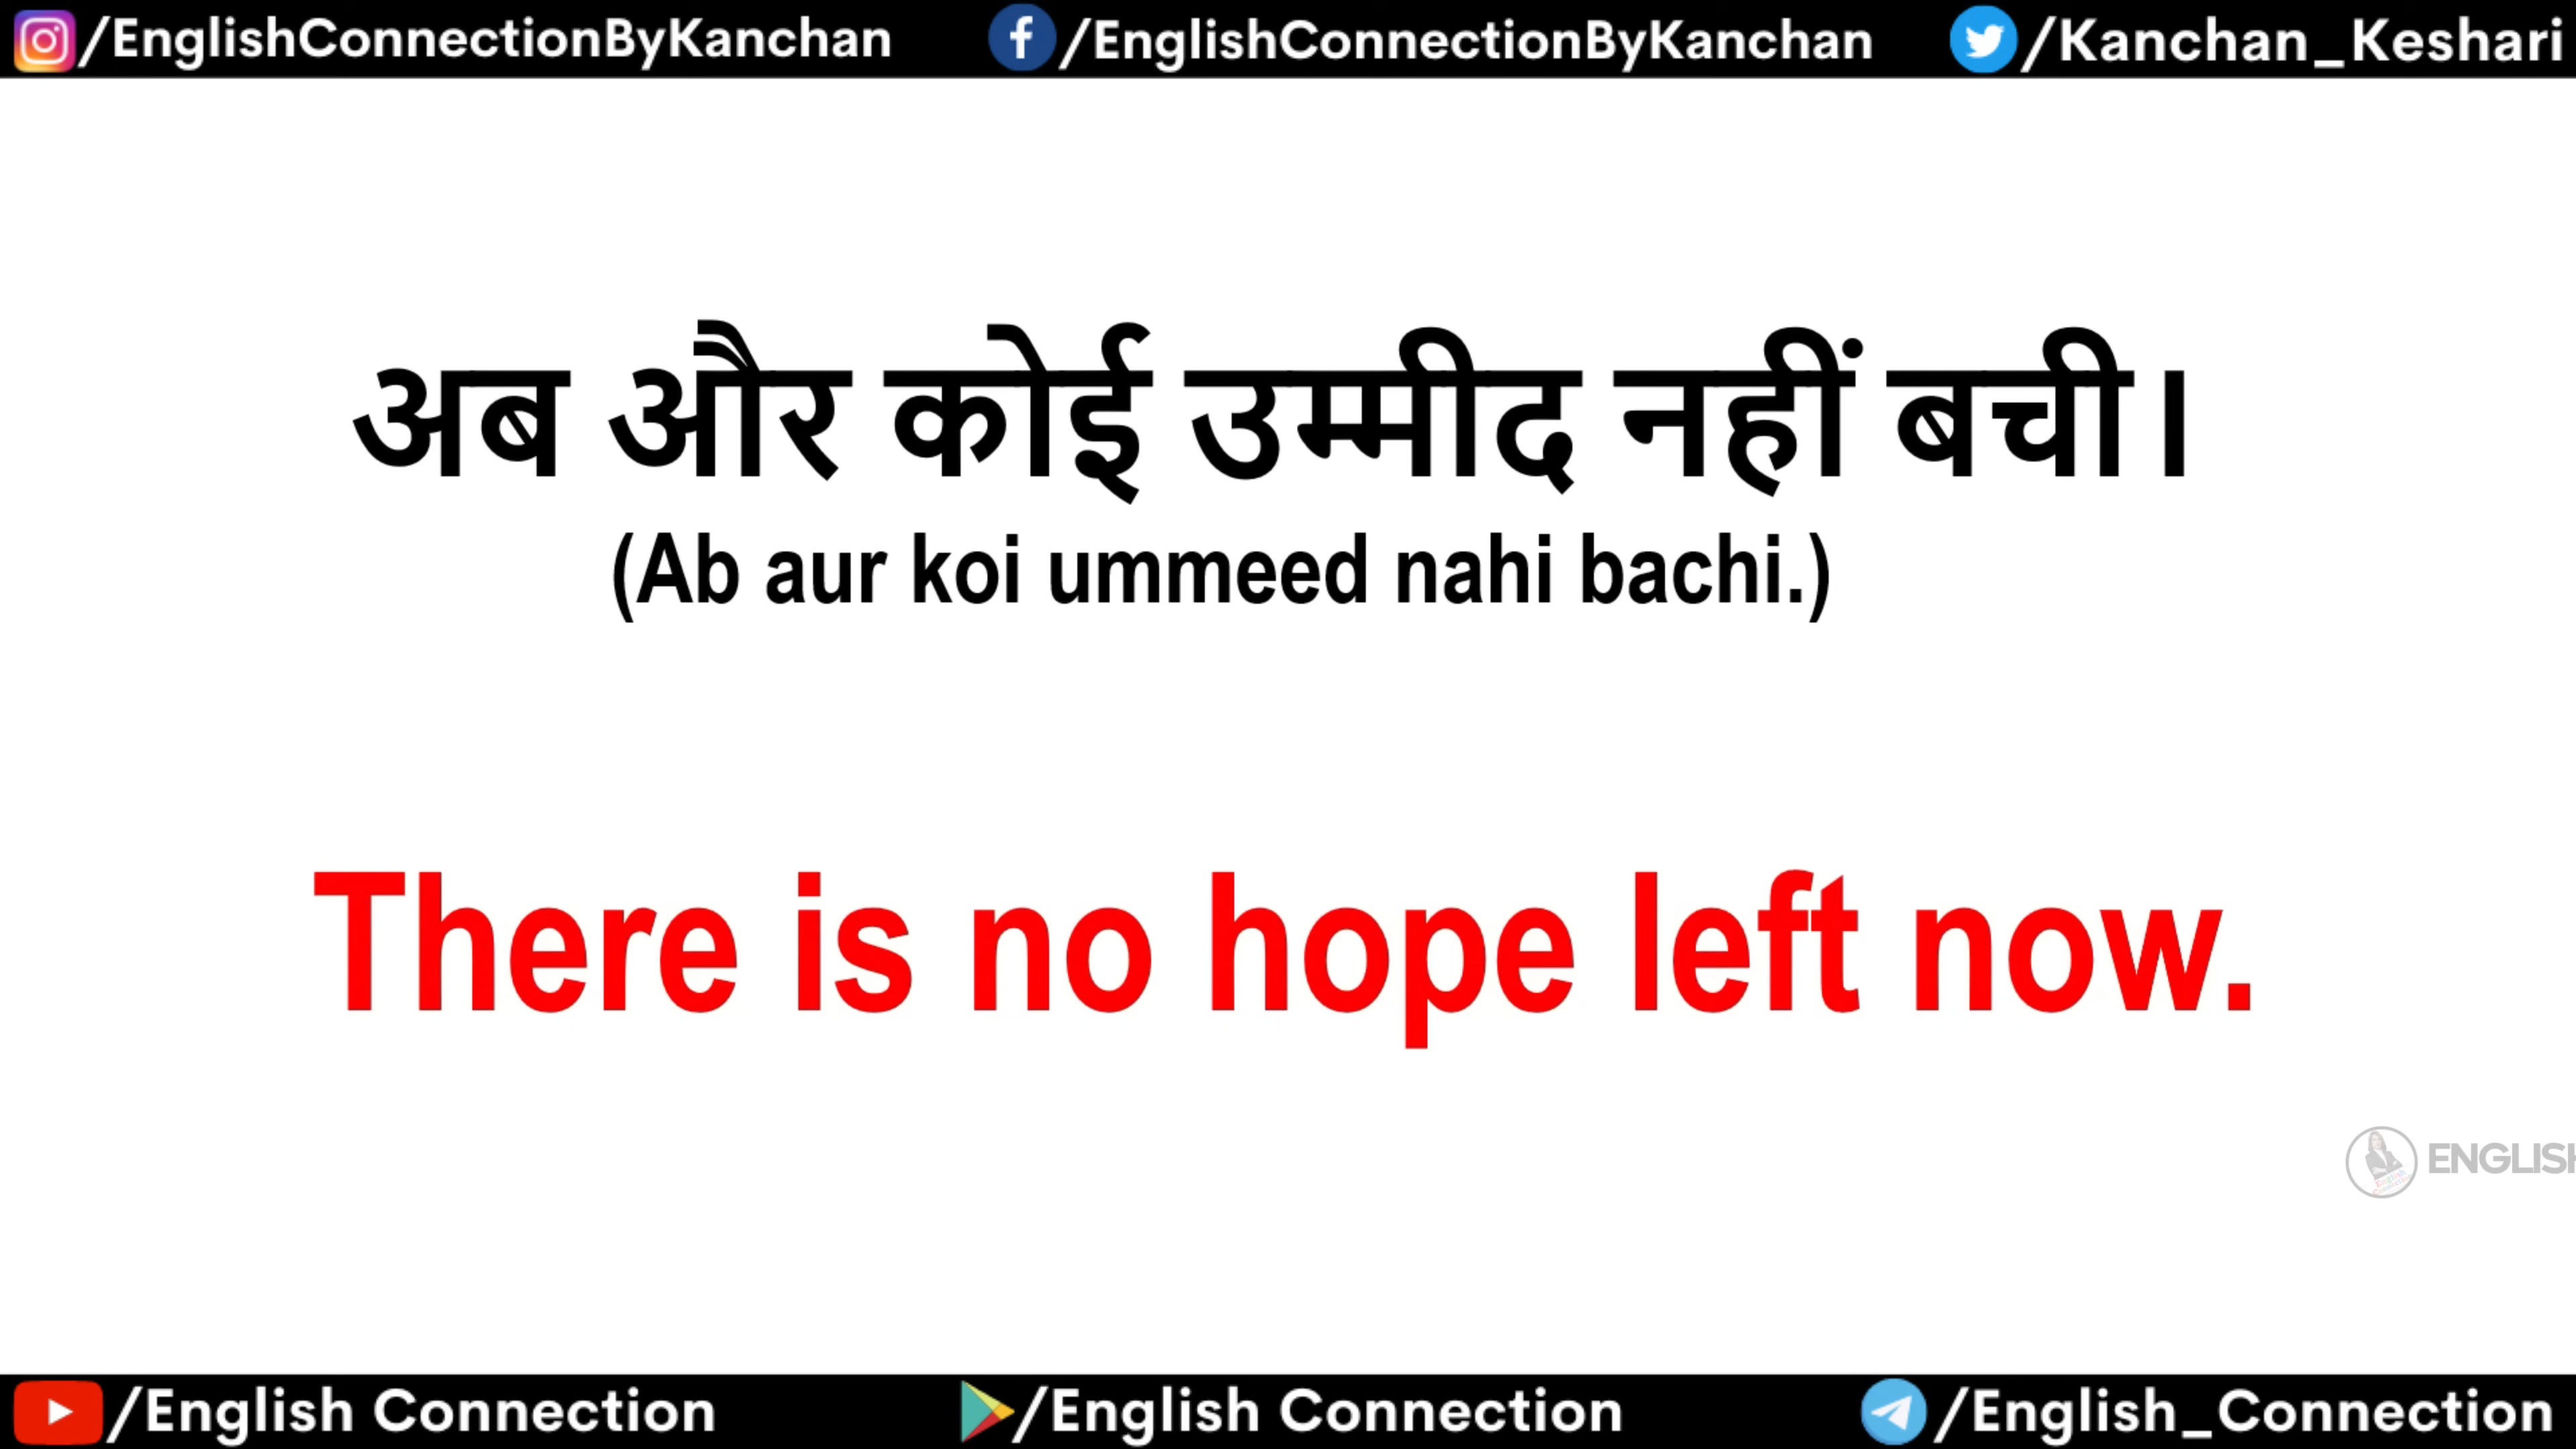 /EnglishConnectionByKanchan /EnglishConnectionByKanchan /Kanchan_Keshari
अब और कोई उम्मीद नहीं बची।
(Ab aur koi ummeed nahi bachi.)
There is no hope left now.
/English Connection /English Connection /English_Connection